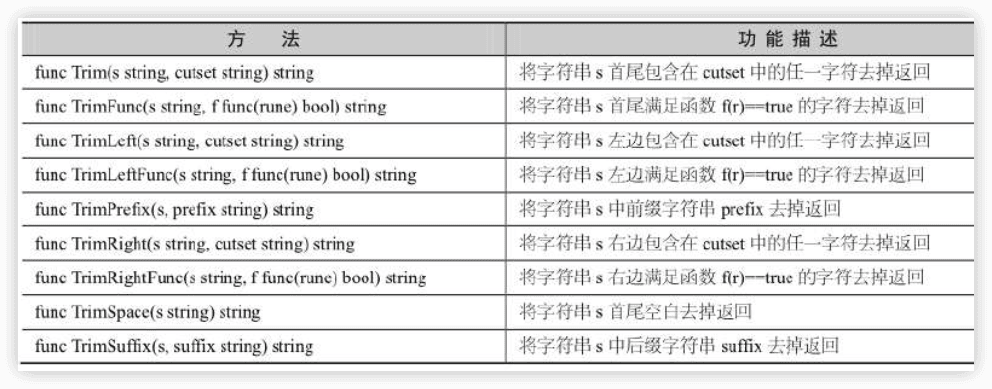 方 法 功 能 描 述
func Trim(s string, cutset string) string 将字符串 s 首尾包含在 cutset 中的任一字符去掉返回
func TrimFunc(s string, f func(rune) bool) string 将字符串 s 首尾满足函数 f(r)==true 的字符去掉返回
func TrimLeft(s string, cutset string) string 将字符串 s 左边包含在 cutset 中的任一字符去掉返回
func TrimLeftFunc(s string, f func(rune) bool) string 将字符串 s 左边满足函数 f(r)==true 的字符去掉返回
func TrimPrefix(s, prefix string) string 将字符串 s 中前缀字符串 prefix 去掉返回
func TrimRight(s string, cutset string) string 将字符串 s 右边包含在 cutset 中的任一字符去掉返回
func TrimRightFunc(s string, f func(rune) bool) string 将字符串 s 右边满足函数 f(r)==true 的字符去掉返回
func TrimSpace(s string) string 将字符串 s 首尾空白去掉返回
func TrimSuffix(s, suffix string) string 将字符串 s 中后缀字符串 suffix 去掉返回